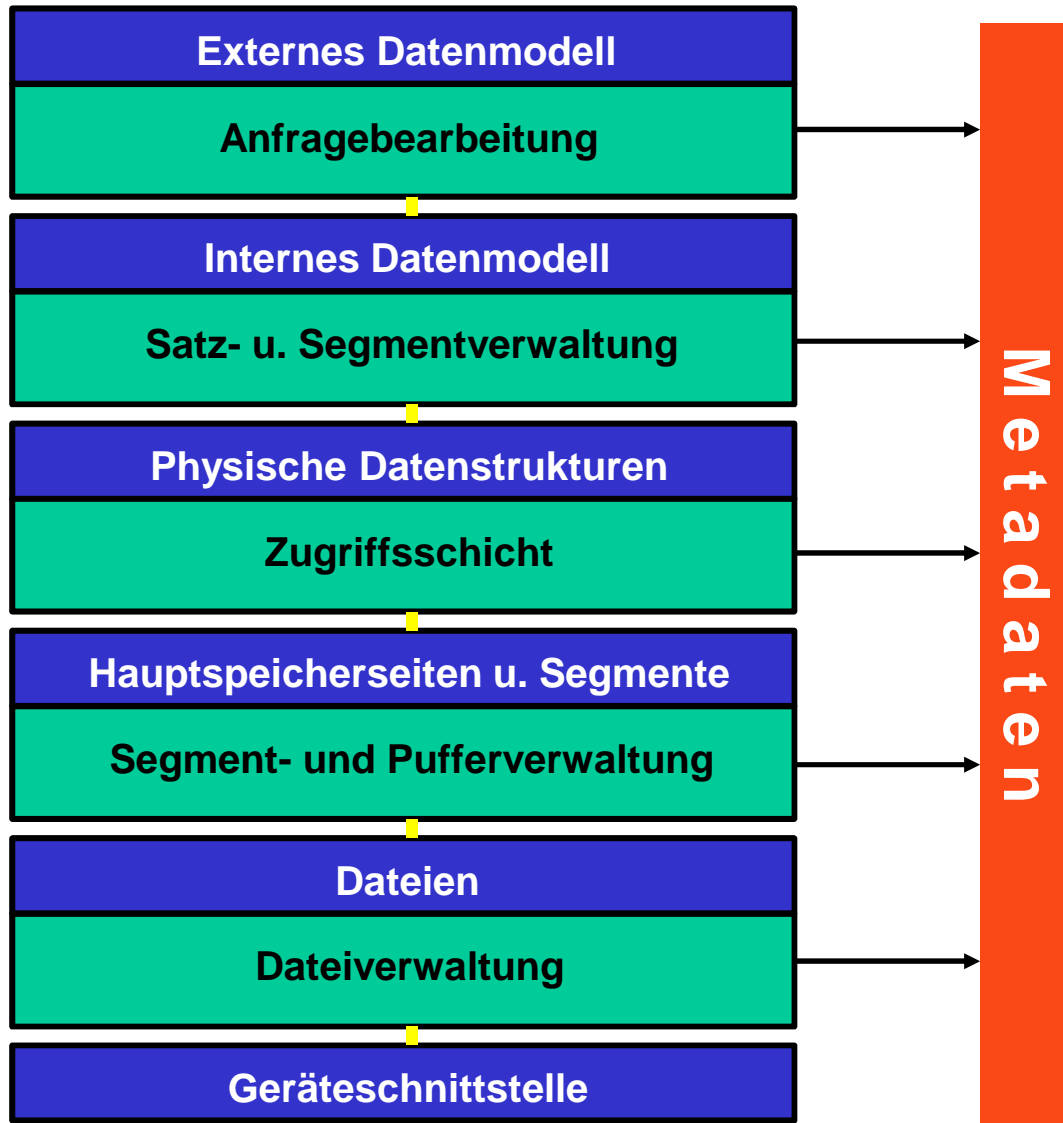 Externes Datenmodell
Anfragebearbeitung
Internes Datenmodell
Satz- u. Segmentverwaltung
Physische Datenstrukturen
Zugriffsschicht
Hauptspeicherseiten u. Segmente
Segment- und Pufferverwaltung
Dateien
Dateiverwaltung
Geräteschnittstelle
Metadaten